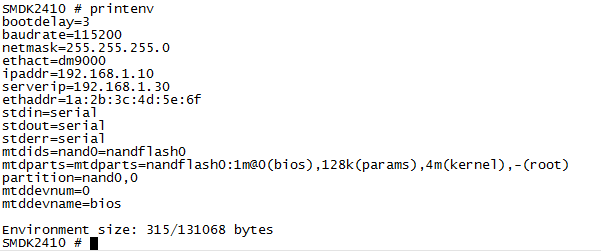 SMDK2410 # printenv
bootdelay=3
baudrate=115200
netmask=255.255.255.0
ethact=dm9000
ipaddr=192.168.1.10
serverip=192.168.1.30
ethaddr=1a:2b:3c:4d:5e:6f
stdin=serial
stdout=serial
stderr=serial
mtdids=nand0=nandflash0
mtdparts=mtdparts=nandflash0:1m@0(bios),128k(params),4m(kernel),-(root)
partition=nand0,0
mtddevnum=0
mtddevname=bios
Environment size: 315/131068 bytes
SMDK2410 #